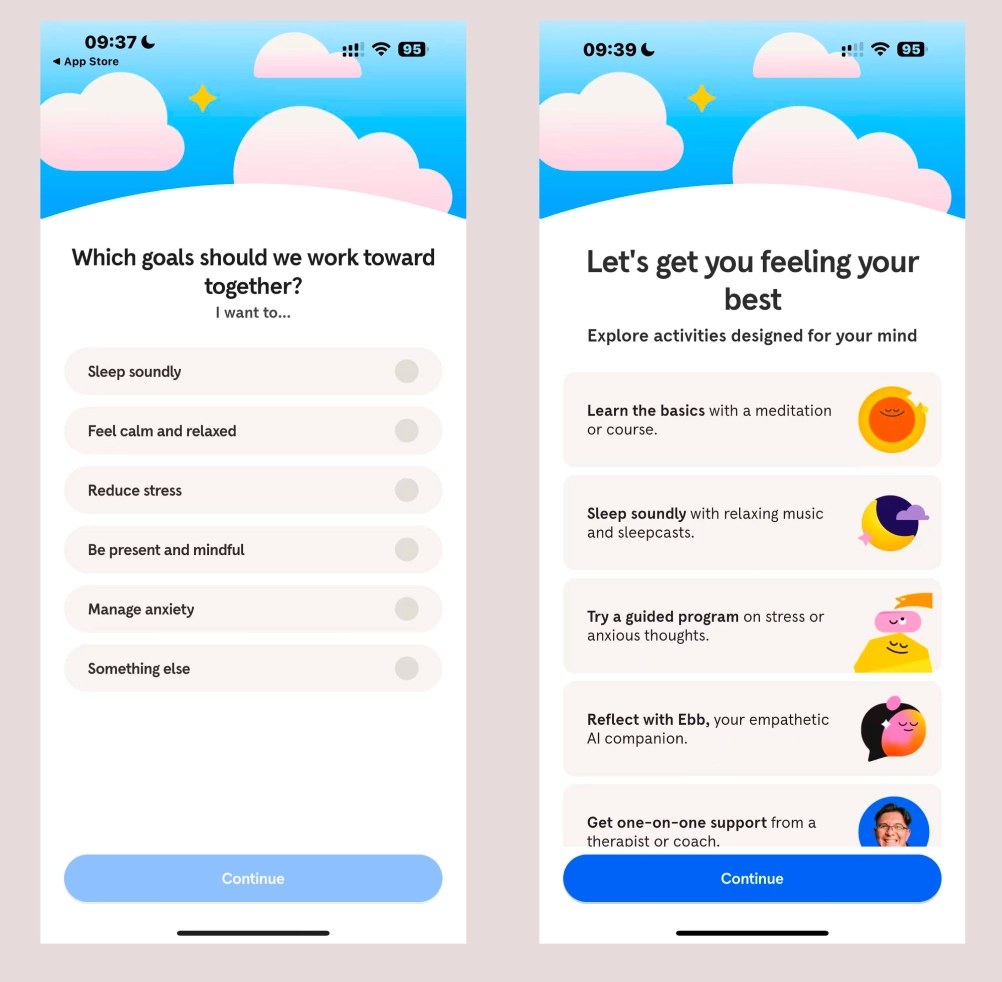 09:37
95
◀ App Store
Which goals should we work toward
together?
I want to...
Sleep soundly
Feel calm and relaxed
Reduce stress
Be present and mindful
Manage anxiety
Something else
Continue
09:39
95
Let's get you feeling your
best
Explore activities designed for your mind
Learn the basics with a meditation
or course.
Sleep soundly with relaxing music
and sleepcasts.
Try a guided program on stress or
anxious thoughts.
Reflect with Ebb, your empathetic
AI companion.
Get one-on-one support from a
therapist or coach.
Continue